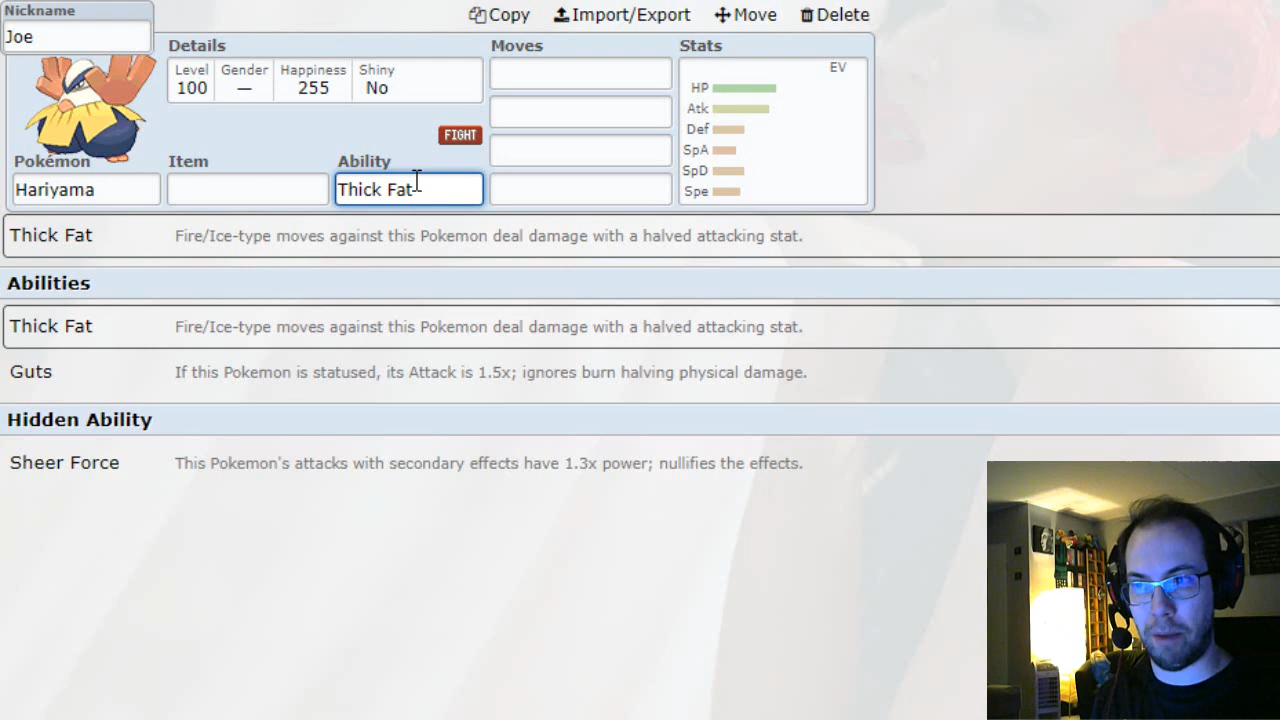 Nickname
Joe
Copy Import/Export Move Delete
Details
Level Gender Happiness Shiny
100 — 255 No
FIGHT
Pokémon Item Ability
Hariyama Thick Fat
Moves
Stats
EV
HP
Atk
Def
SpA
SpD
Spe
Thick Fat Fire/Ice-type moves against this Pokemon deal damage with a halved attacking stat.
Abilities
Thick Fat Fire/Ice-type moves against this Pokemon deal damage with a halved attacking stat.
Guts If this Pokemon is statused, its Attack is 1.5x; ignores burn halving physical damage.
Hidden Ability
Sheer Force This Pokemon's attacks with secondary effects have 1.3x power; nullifies the effects.